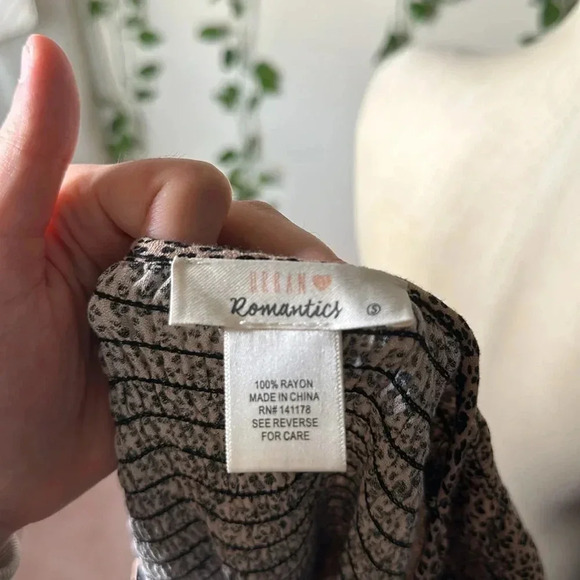 URBAN
Romantics S
100% RAYON
MADE IN CHINA
RN# 141178
SEE REVERSE
FOR CARE